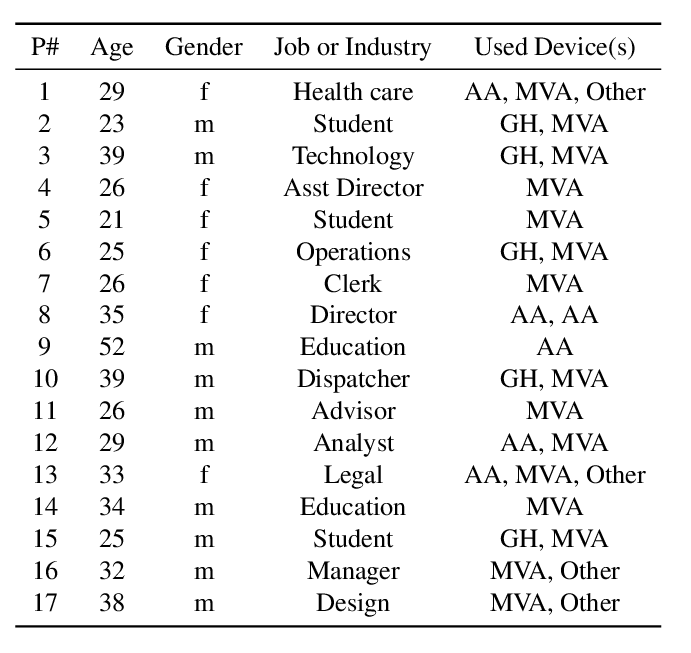 P# Age Gender Job or Industry Used Device(s)
1 29 f Health care AA, MVA, Other
2 23 m Student GH, MVA
3 39 m Technology GH, MVA
4 26 f Asst Director MVA
5 21 f Student MVA
6 25 f Operations GH, MVA
7 26 f Clerk MVA
8 35 f Director AA, AA
9 52 m Education AA
10 39 m Dispatcher GH, MVA
11 26 m Advisor MVA
12 29 m Analyst AA, MVA
13 33 f Legal AA, MVA, Other
14 34 m Education MVA
15 25 m Student GH, MVA
16 32 m Manager MVA, Other
17 38 m Design MVA, Other